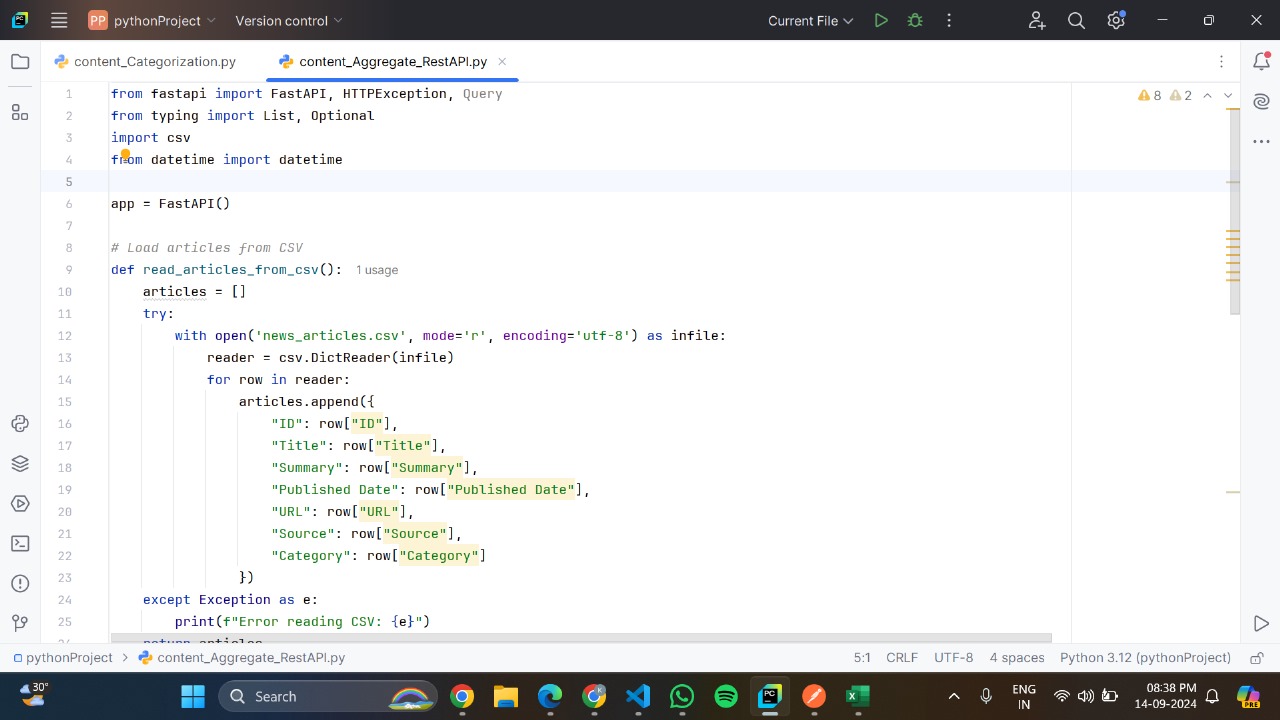 PP pythonProject Version control Current File
content_Categorization.py content_Aggregate_RestAPI.py
8 2
1 from fastapi import FastAPI, HTTPException, Query
2 from typing import List, Optional
3 import csv
4 from datetime import datetime
5
6 app = FastAPI()
7
8 # Load articles from CSV
9 def read_articles_from_csv(): 1 usage
10 articles = []
11 try:
12 with open('news_articles.csv', mode='r', encoding='utf-8') as infile:
13 reader = csv.DictReader(infile)
14 for row in reader:
15 articles.append({
16 "ID": row["ID"],
17 "Title": row["Title"],
18 "Summary": row["Summary"],
19 "Published Date": row["Published Date"],
20 "URL": row["URL"],
21 "Source": row["Source"],
22 "Category": row["Category"]
23 })
24 except Exception as e:
25 print(f"Error reading CSV: {e}")
return articles
pythonProject > content_Aggregate_RestAPI.py 5:1 CRLF UTF-8 4 spaces Python 3.12 (pythonProject)
30° Search ENG IN 08:38 PM 14-09-2024